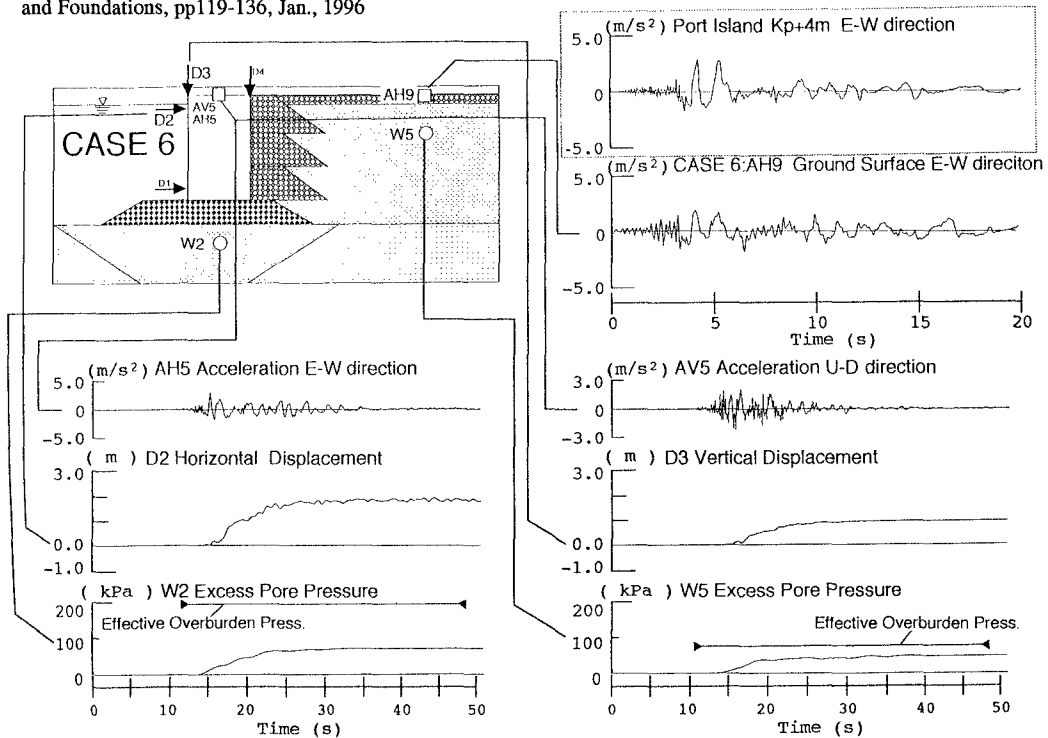 and Foundations, pp119-136, Jan., 1996
(m/s²) Port Island Kp+4m E-W direction
5.0
0
-5.0
D3
D4
AV5
AH5
D2
CASE 6
D1
W2
AH9
W5
(m/s²) CASE 6:AH9 Ground Surface E-W direciton
5.0
0
-5.0
0 5 10 15 20
Time (s)
(m/s²) AH5 Acceleration E-W direction
5.0
0
-5.0
(m/s²) AV5 Acceleration U-D direction
3.0
0
-3.0
( m ) D2 Horizontal Displacement
3.0
0.0
-1.0
( m ) D3 Vertical Displacement
3.0
0.0
-1.0
( kPa ) W2 Excess Pore Pressure
200
Effective Overburden Press.
100
0
0 10 20 30 40 50
Time (s)
( kPa ) W5 Excess Pore Pressure
200
Effective Overburden Press.
100
0
0 10 20 30 40 50
Time (s)